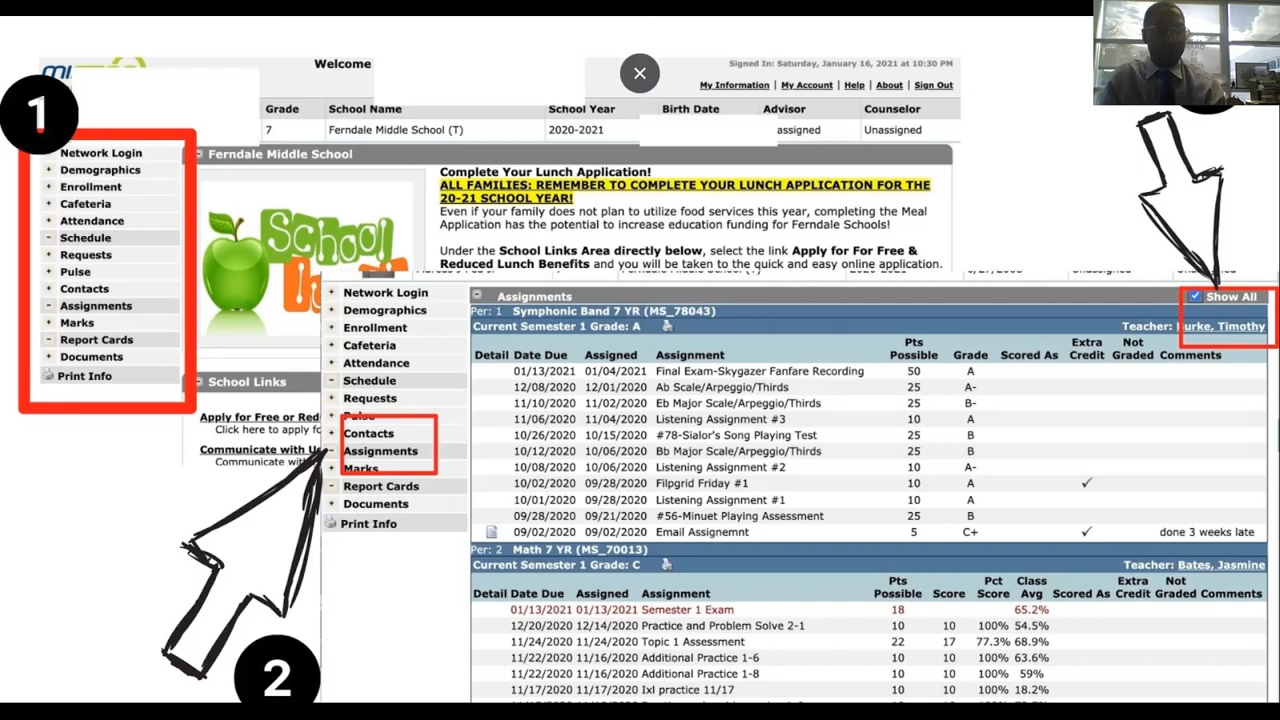 Welcome
Signed In: Saturday, January 16, 2021 at 10:30 PM
My Information | My Account | Help | About | Sign Out
1
Grade School Name School Year Birth Date Advisor Counselor
7 Ferndale Middle School (T) 2020-2021 assigned Unassigned
Network Login
+ Demographics
+ Enrollment
+ Cafeteria
+ Attendance
- Schedule
+ Requests
+ Pulse
+ Contacts
- Assignments
+ Marks
- Report Cards
+ Documents
Print Info
Ferndale Middle School
School
Complete Your Lunch Application!
ALL FAMILIES: REMEMBER TO COMPLETE YOUR LUNCH APPLICATION FOR THE
20-21 SCHOOL YEAR!
Even if your family does not plan to utilize food services this year, completing the Meal
Application has the potential to increase education funding for Ferndale Schools!
Under the School Links Area directly below, select the link Apply for For Free &
Reduced Lunch Benefits and you will be taken to the quick and easy online application.
School Links
Apply for Free or
Click here to apply
Communicate with
Communicate
2
+ Network Login
+ Demographics
+ Enrollment
+ Cafeteria
+ Attendance
- Schedule
+ Requests
+ Pulse
+ Contacts
- Assignments
+ Marks
- Report Cards
+ Documents
Print Info
Assignments Show All
Per: 1 Symphonic Band 7 YR (MS_78043)
Current Semester 1 Grade: A Teacher: Burke, Timothy
Detail Date Due Assigned Assignment Pts Possible Grade Scored As Extra Credit Not Graded Comments
01/13/2021 01/04/2021 Final Exam-Skygazer Fanfare Recording 50 A
12/08/2020 12/01/2020 Ab Scale/Arpeggio/Thirds 25 A-
11/10/2020 11/02/2020 Eb Major Scale/Arpeggio/Thirds 25 B-
11/06/2020 11/04/2020 Listening Assignment #3 10 A
10/26/2020 10/15/2020 #78-Sialor's Song Playing Test 25 B
10/12/2020 10/06/2020 Bb Major Scale/Arpeggio/Thirds 25 B
10/08/2020 10/06/2020 Listening Assignment #2 10 A-
10/02/2020 09/28/2020 Filpgrid Friday #1 10 A ✓
10/01/2020 09/28/2020 Listening Assignment #1 10 A
09/28/2020 09/21/2020 #56-Minuet Playing Assessment 25 B
09/02/2020 09/02/2020 Email Assignemnt 5 C+ ✓ done 3 weeks late
Per: 2 Math 7 YR (MS_70013)
Current Semester 1 Grade: C Teacher: Bates, Jasmine
Detail Date Due Assigned Assignment Pts Possible Score Pct Score Class Avg Scored As Extra Credit Not Graded Comments
01/13/2021 01/13/2021 Semester 1 Exam 18 65.2%
12/20/2020 12/14/2020 Practice and Problem Solve 2-1 10 10 100% 54.5%
11/24/2020 11/24/2020 Topic 1 Assessment 22 17 77.3% 68.9%
11/22/2020 11/16/2020 Additional Practice 1-6 10 10 100% 63.6%
11/22/2020 11/16/2020 Additional Practice 1-8 10 10 100% 59%
11/17/2020 11/17/2020 Ixl practice 11/17 10 10 100% 18.2%